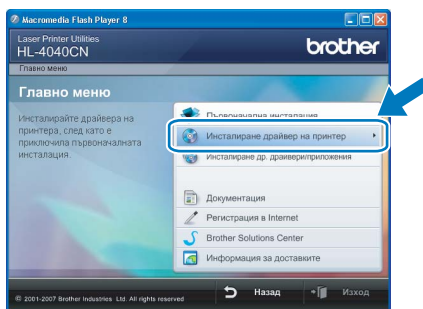 Macromedia Flash Player 8
Laser Printer Utilities
HL-4040CN
brother
Главно меню
Главно меню
Инсталирайте драйвера на
принтера, след като е
приключила първоначалната
инсталация.
Първоначална инсталация
Инсталиране драйвер на принтер
Инсталиране др. драйвери/приложения
Документация
Регистрация в Internet
Brother Solutions Center
Информация за доставките
© 2001-2007 Brother Industries Ltd. All rights reserved
Назад
Изход